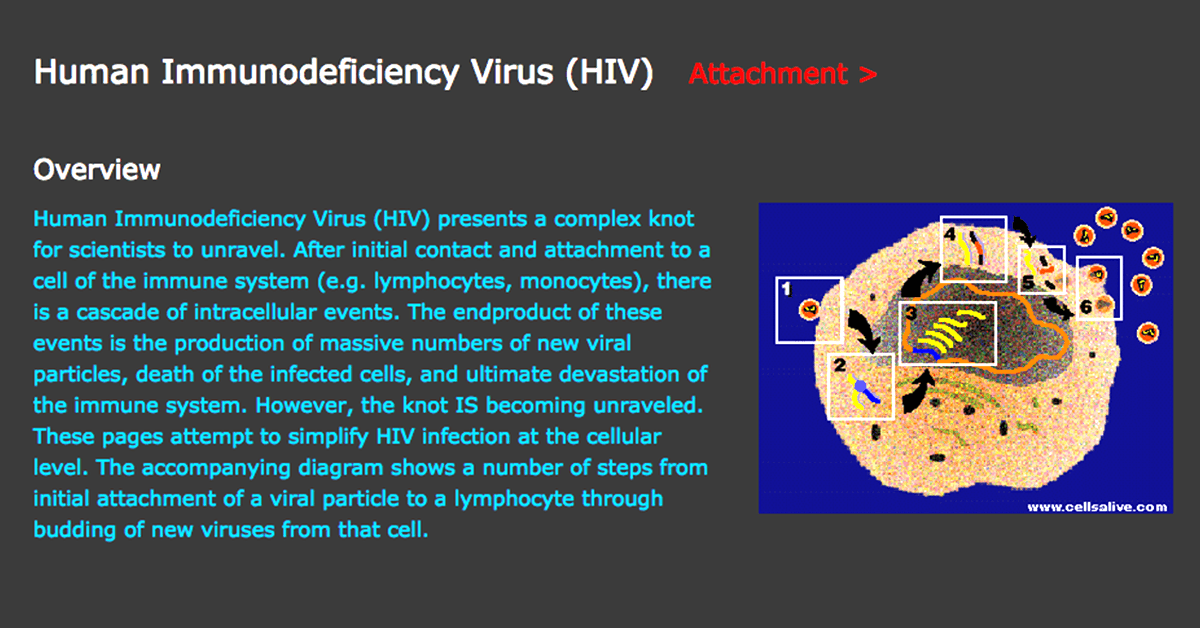 Human Immunodeficiency Virus (HIV) Attachment >
Overview
Human Immunodeficiency Virus (HIV) presents a complex knot
for scientists to unravel. After initial contact and attachment to a
cell of the immune system (e.g. lymphocytes, monocytes), there
is a cascade of intracellular events. The endproduct of these
events is the production of massive numbers of new viral
particles, death of the infected cells, and ultimate devastation of
the immune system. However, the knot IS becoming unraveled.
These pages attempt to simplify HIV infection at the cellular
level. The accompanying diagram shows a number of steps from
initial attachment of a viral particle to a lymphocyte through
budding of new viruses from that cell.
1
2
3
4
5
6
www.cellsalive.com